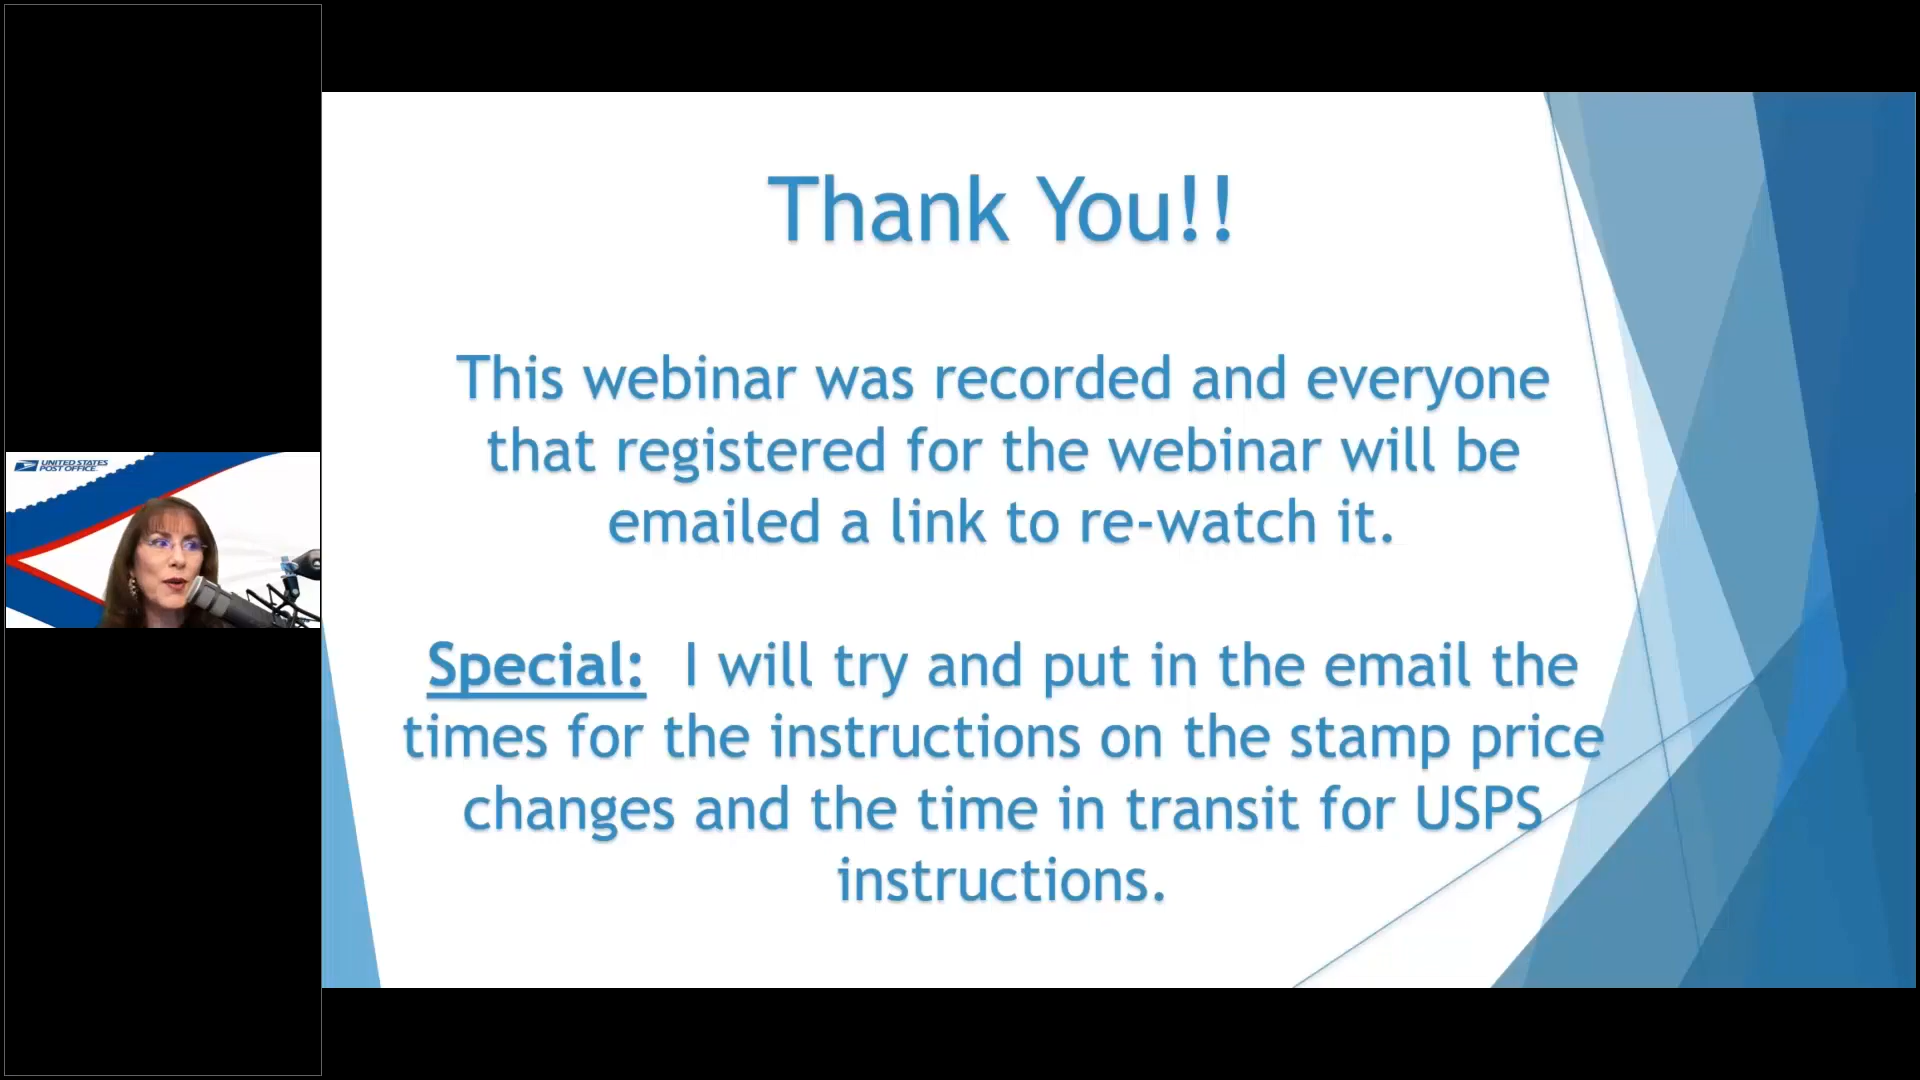 UNITED STATES
POST OFFICE
Thank You!!
This webinar was recorded and everyone
that registered for the webinar will be
emailed a link to re-watch it.
Special: I will try and put in the email the
times for the instructions on the stamp price
changes and the time in transit for USPS
instructions.